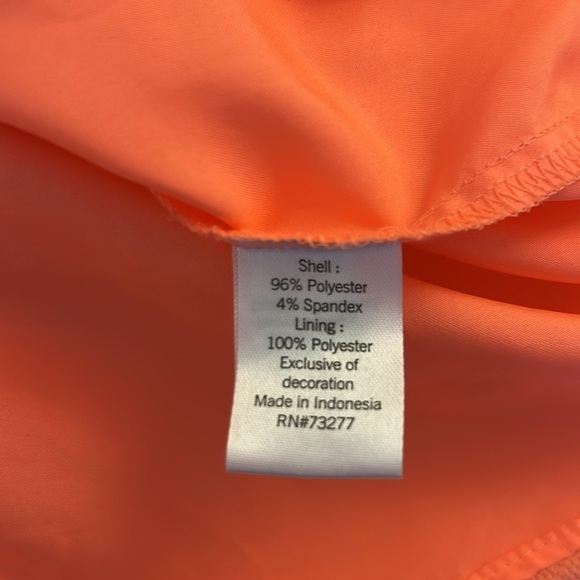 Shell :
96% Polyester
4% Spandex
Lining :
100% Polyester
Exclusive of
decoration
Made in Indonesia
RN#73277